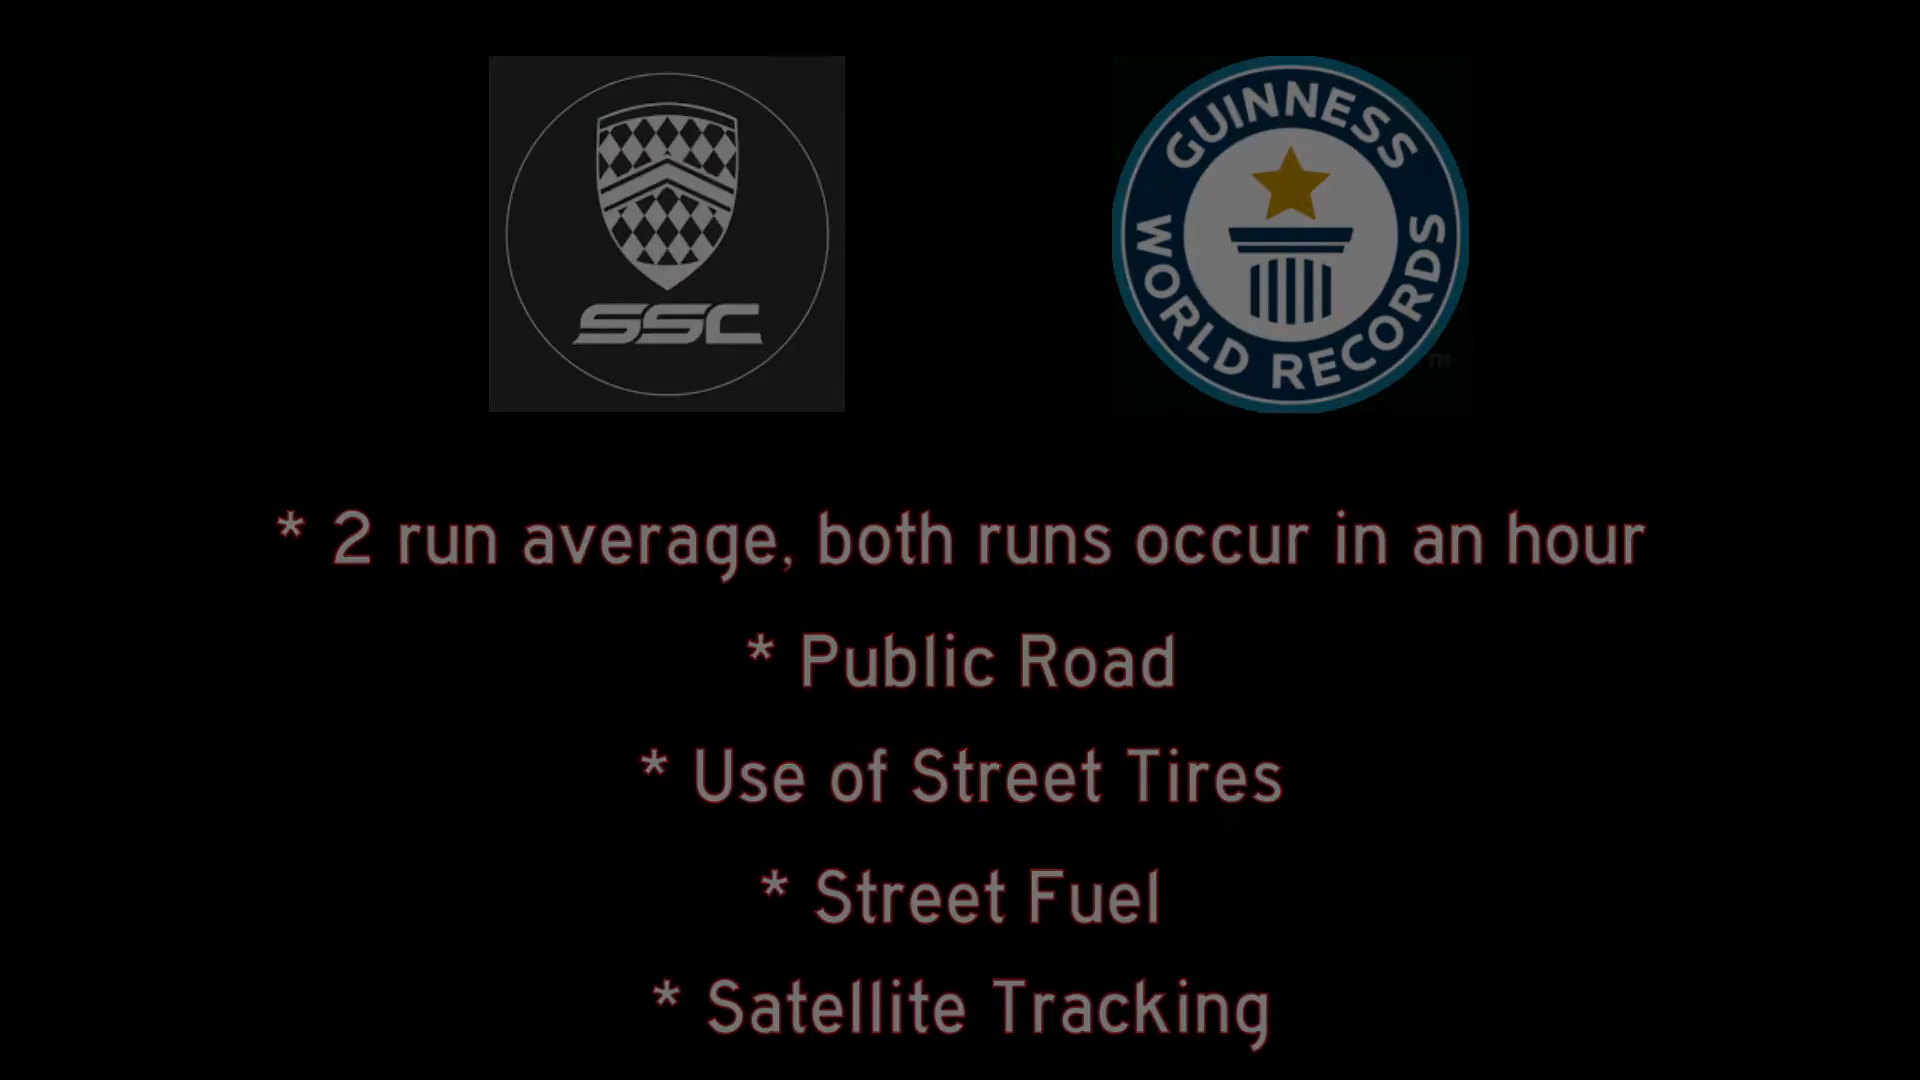 SSC
GUINNESS
WORLD RECORDS
TM
* 2 run average, both runs occur in an hour
* Public Road
* Use of Street Tires
* Street Fuel
* Satellite Tracking